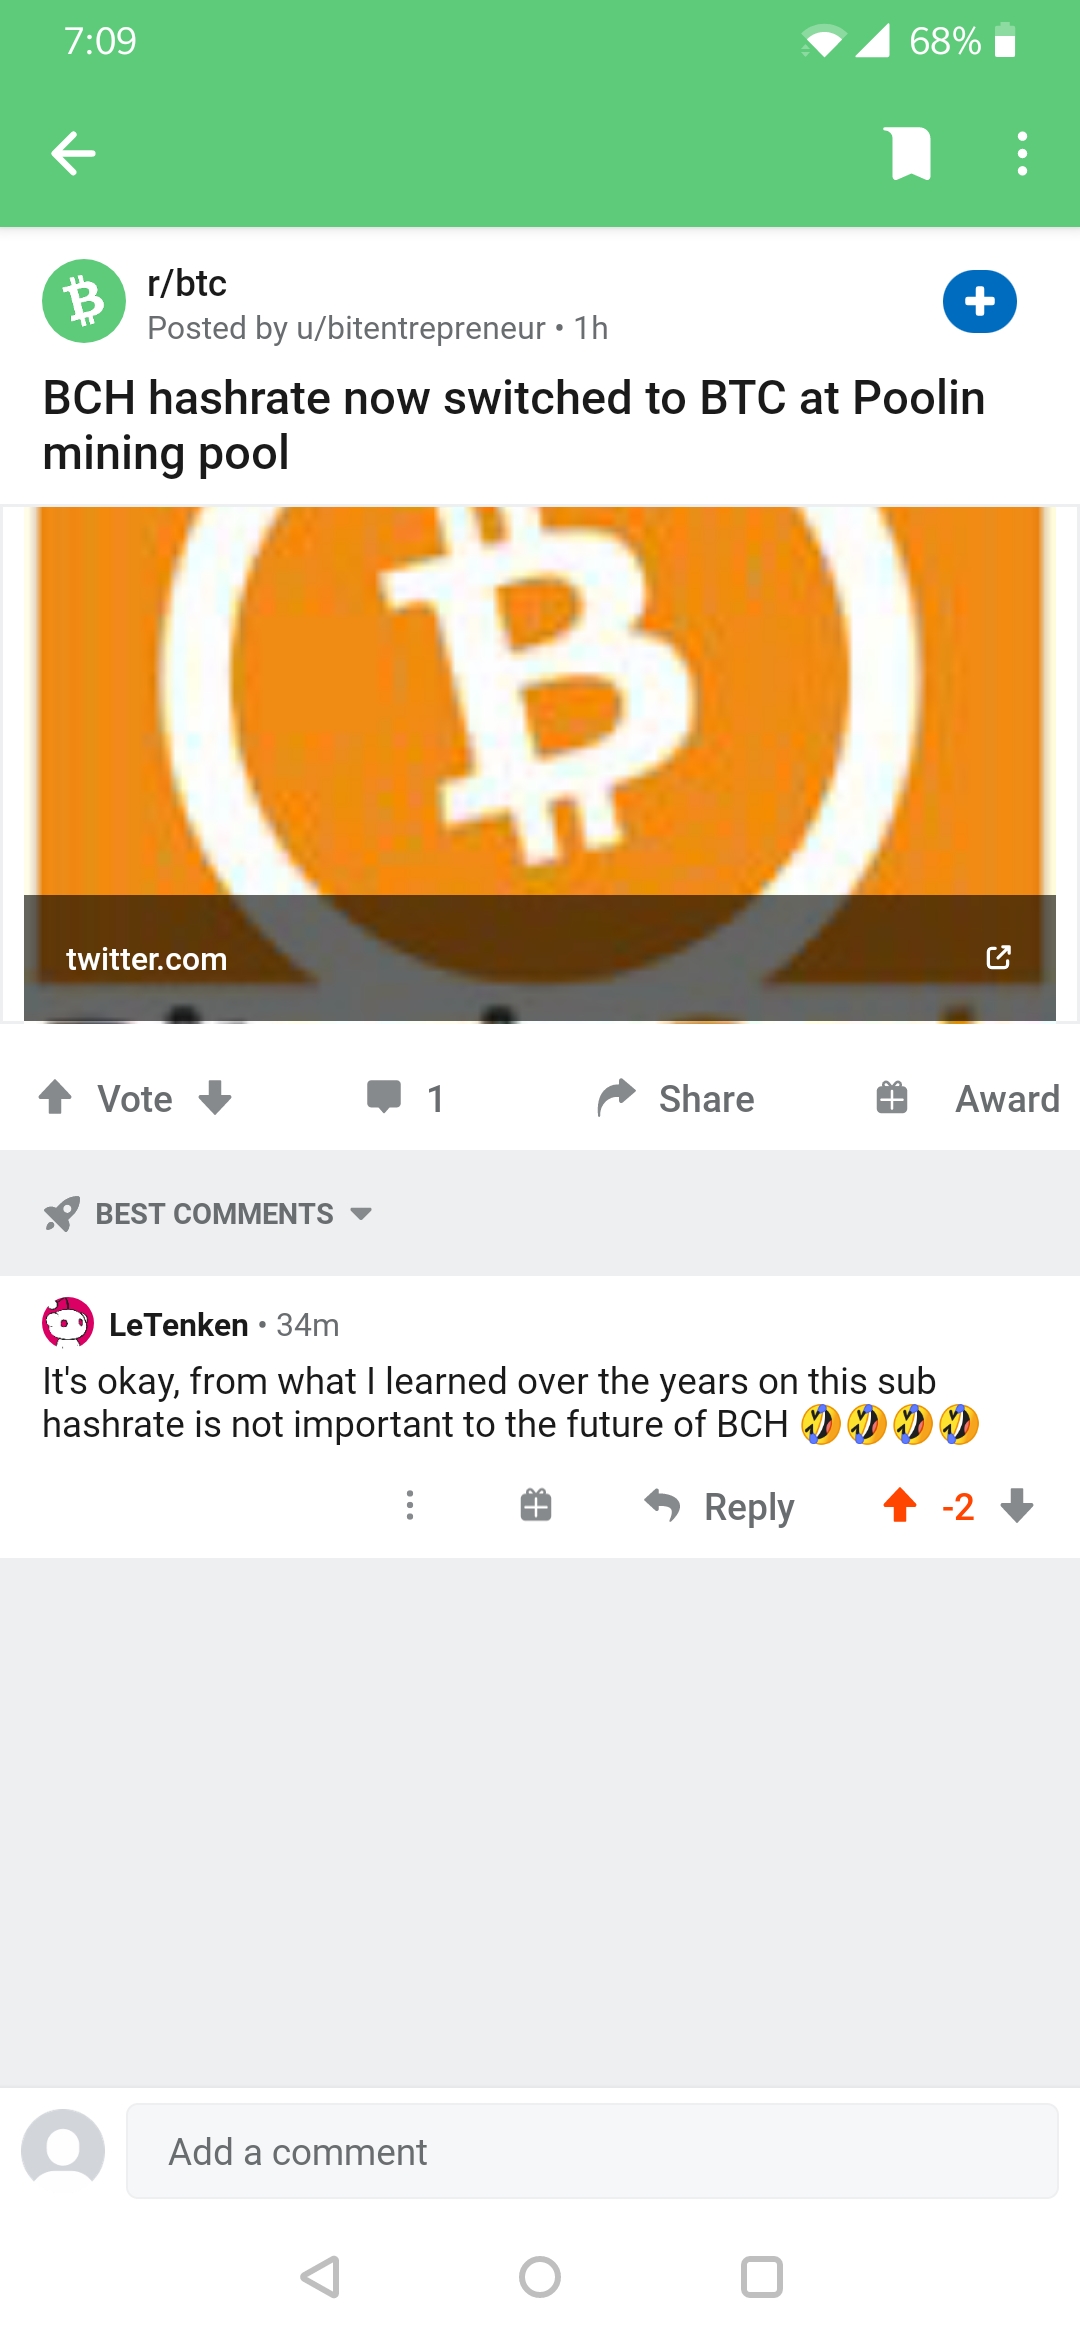 7:09 68%
r/btc
Posted by u/bitentrepreneur • 1h
BCH hashrate now switched to BTC at Poolin
mining pool
twitter.com
Vote 1 Share Award
BEST COMMENTS
LeTenken • 34m
It's okay, from what I learned over the years on this sub
hashrate is not important to the future of BCH 🤣🤣🤣🤣
Reply -2
Add a comment